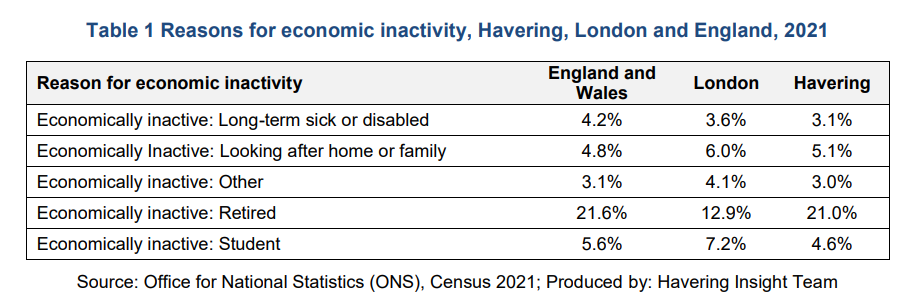 Table 1 Reasons for economic inactivity, Havering, London and England, 2021
Reason for economic inactivity England and Wales London Havering
Economically inactive: Long-term sick or disabled 4.2% 3.6% 3.1%
Economically Inactive: Looking after home or family 4.8% 6.0% 5.1%
Economically inactive: Other 3.1% 4.1% 3.0%
Economically inactive: Retired 21.6% 12.9% 21.0%
Economically inactive: Student 5.6% 7.2% 4.6%
Source: Office for National Statistics (ONS), Census 2021; Produced by: Havering Insight Team